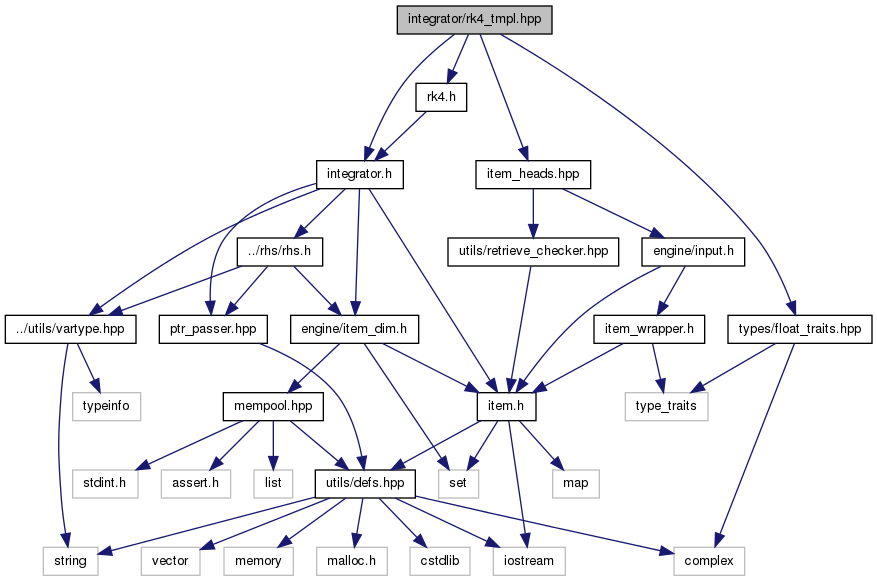 integrator/rk4_tmpl.hpp
rk4.h
integrator.h
item_heads.hpp
../rhs/rhs.h
utils/retrieve_checker.hpp
engine/input.h
../utils/vartype.hpp
ptr_passer.hpp
engine/item_dim.h
item_wrapper.h
types/float_traits.hpp
typeinfo
mempool.hpp
item.h
type_traits
stdint.h
assert.h
list
utils/defs.hpp
set
map
string
vector
memory
malloc.h
cstdlib
iostream
complex